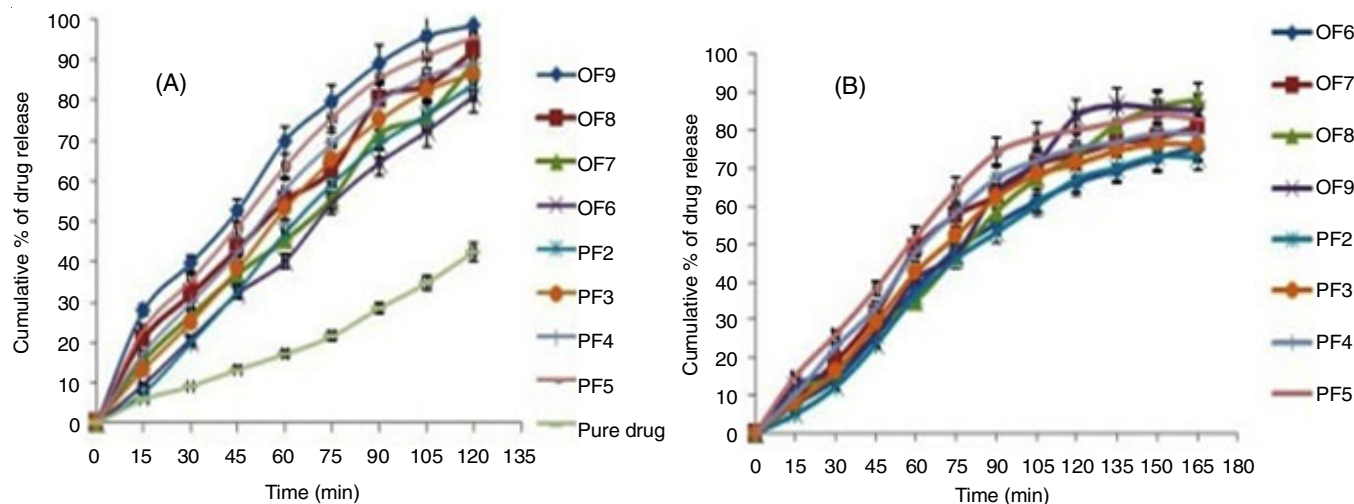 100
90
80
70
60
50
40
30
20
10
0
Cumulative % of drug release
(A)
0 15 30 45 60 75 90 105 120 135
Time (min)
OF9
OF8
OF7
OF6
PF2
PF3
PF4
PF5
Pure drug
100
90
80
70
60
50
40
30
20
10
0
Cumulative % of drug release
(B)
0 15 30 45 60 75 90 105 120 135 150 165 180
Time (min)
OF6
OF7
OF8
OF9
PF2
PF3
PF4
PF5